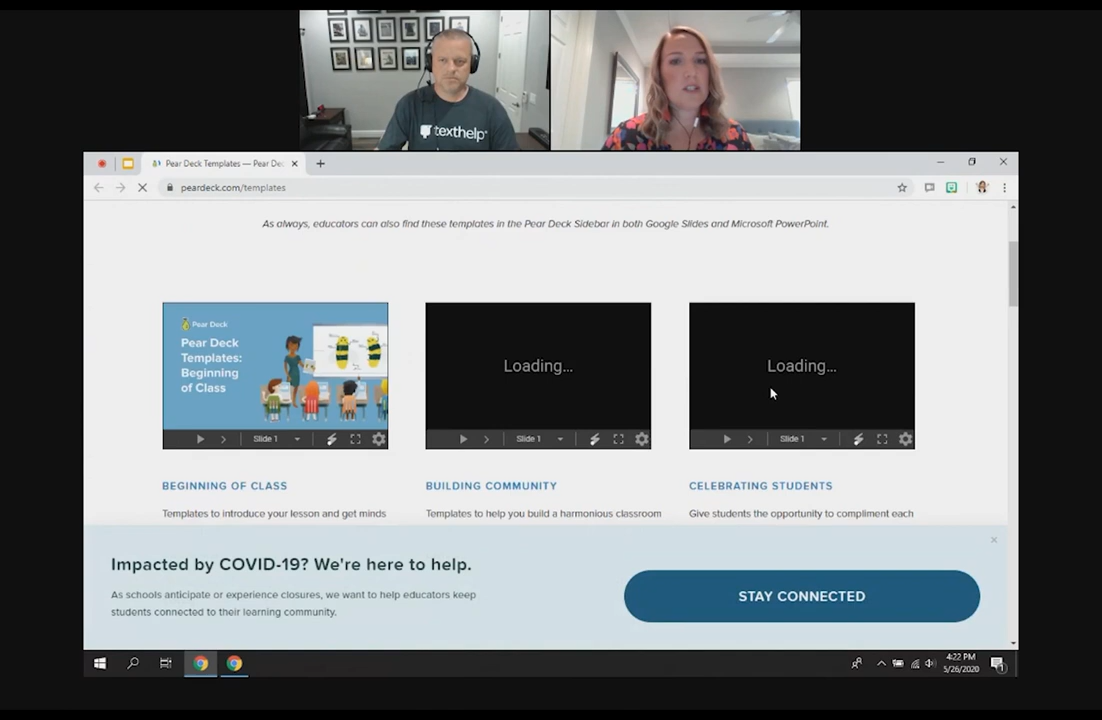 texthelp
Pear Deck Templates — Pear De
peardeck.com/templates
As always, educators can also find these templates in the Pear Deck Sidebar in both Google Slides and Microsoft PowerPoint.
Pear Deck
Pear Deck
Templates:
Beginning
of Class
Loading...
Loading...
Slide 1
Slide 1
Slide 1
BEGINNING OF CLASS
BUILDING COMMUNITY
CELEBRATING STUDENTS
Templates to introduce your lesson and get minds
Templates to help you build a harmonious classroom
Give students the opportunity to compliment each
Impacted by COVID-19? We're here to help.
As schools anticipate or experience closures, we want to help educators keep
students connected to their learning community.
STAY CONNECTED
4:22 PM
5/26/2020
1